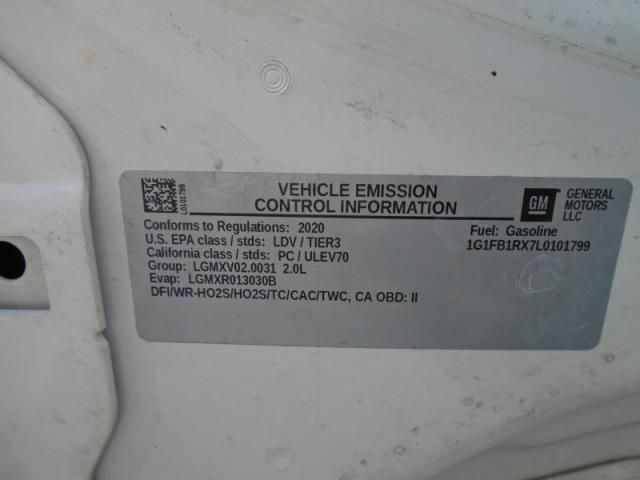 VEHICLE EMISSION
CONTROL INFORMATION
L0101799
GM
GENERAL
MOTORS
LLC
Conforms to Regulations: 2020
U.S. EPA class / stds: LDV / TIER3
California class / stds: PC / ULEV70
Group: LGMXV02.0031 2.0L
Evap: LGMXR013030B
DFI/WR-HO2S/HO2S/TC/CAC/TWC, CA OBD: II
Fuel: Gasoline
1G1FB1RX7L0101799